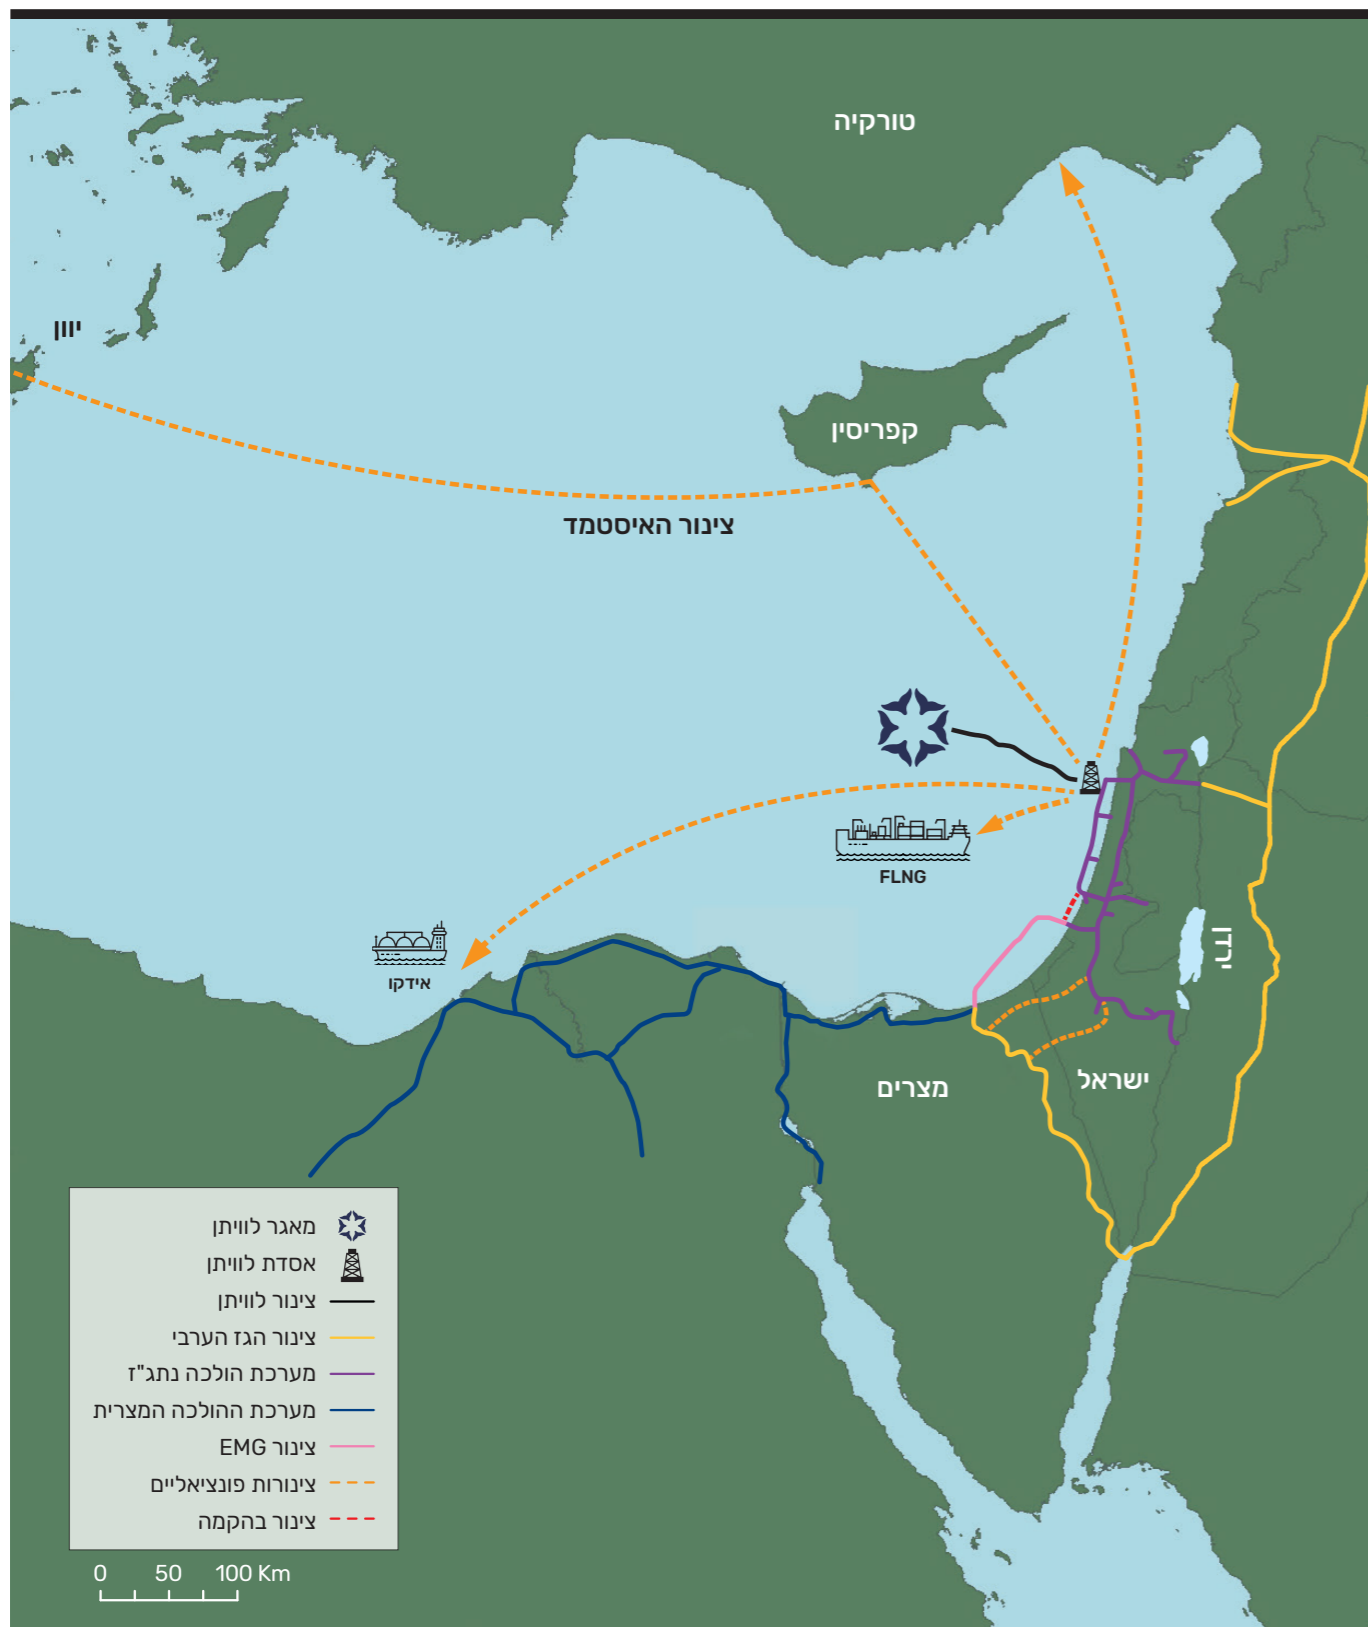 טורקיה
יוון
קפריסין
צינור האיסטמד
FLNG
אידקו
ירדן
ישראל
מצרים
מאגר לוויתן
אסדת לוויתן
צינור לוויתן
צינור הגז הערבי
מערכת הולכה נתג"ז
מערכת ההולכה המצרית
צינור EMG
צינורות פונציאליים
צינור בהקמה
0 50 100 Km